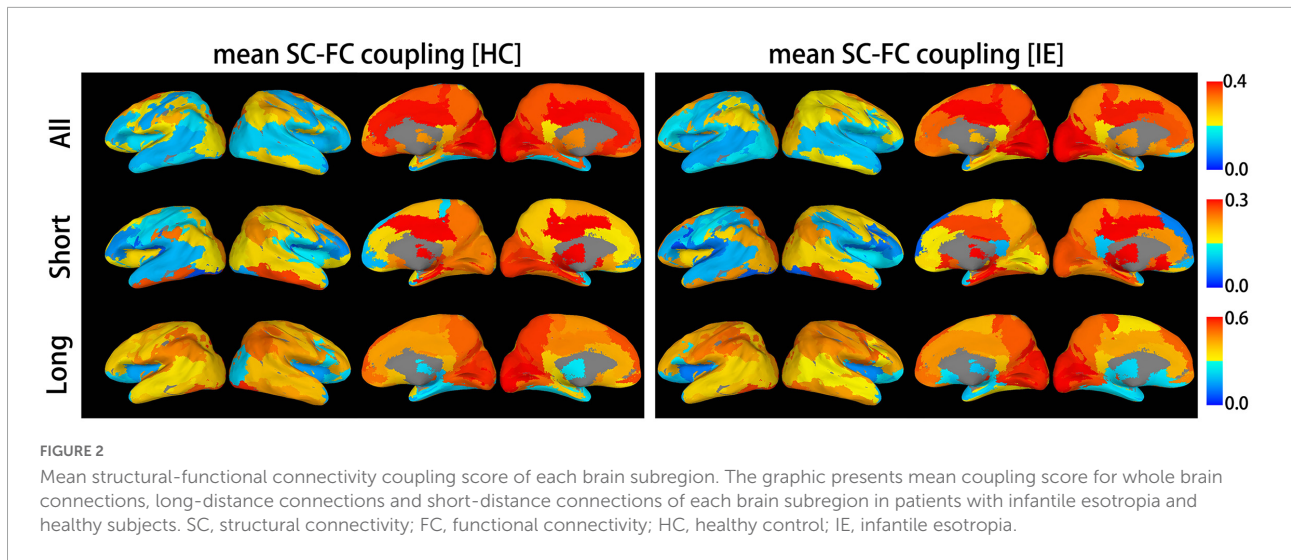 mean SC-FC coupling [HC]
mean SC-FC coupling [IE]
All
0.4
0.0
Short
0.3
0.0
Long
0.6
0.0
FIGURE 2
Mean structural-functional connectivity coupling score of each brain subregion. The graphic presents mean coupling score for whole brain
connections, long-distance connections and short-distance connections of each brain subregion in patients with infantile esotropia and
healthy subjects. SC, structural connectivity; FC, functional connectivity; HC, healthy control; IE, infantile esotropia.